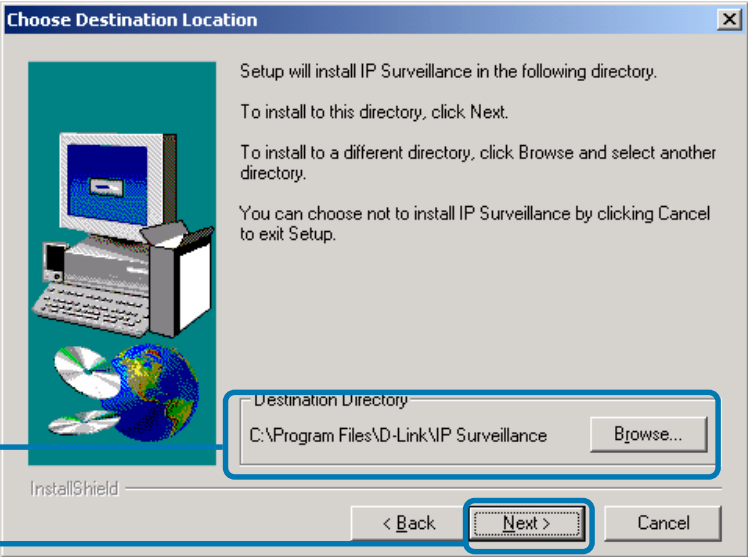 Choose Destination Location
Setup will install IP Surveillance in the following directory.
To install to this directory, click Next.
To install to a different directory, click Browse and select another
directory.
You can choose not to install IP Surveillance by clicking Cancel
to exit Setup.
Destination Directory
C:\Program Files\D-Link\IP Surveillance
Browse...
InstallShield
< Back
Next >
Cancel